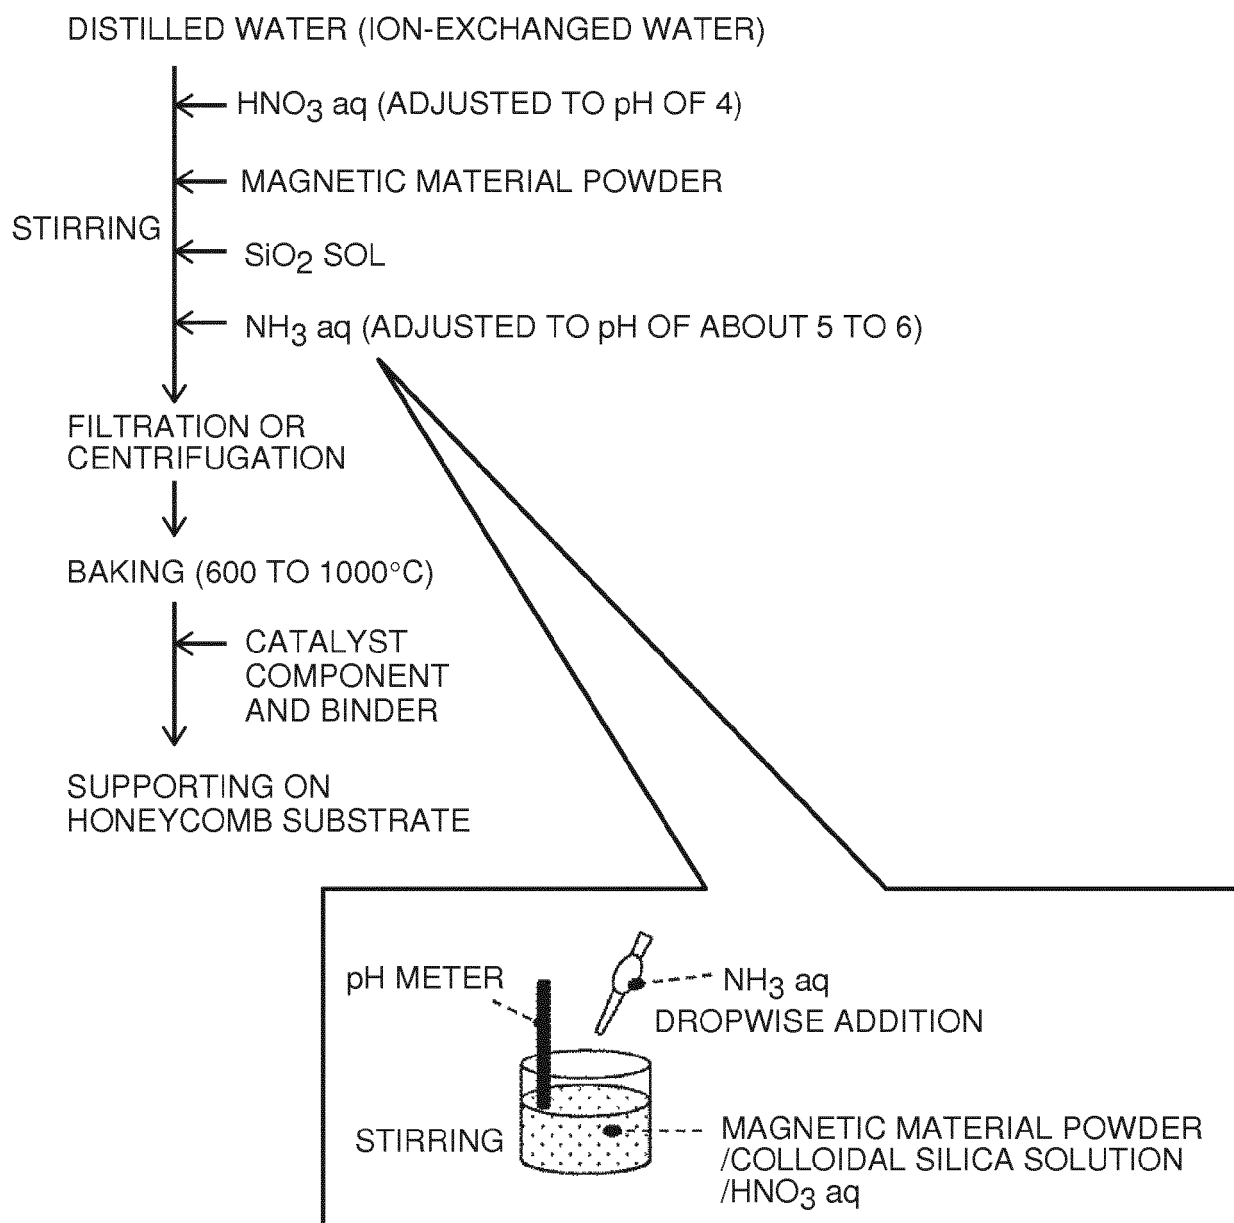 DISTILLED WATER (ION-EXCHANGED WATER)
HNO3 aq (ADJUSTED TO pH OF 4)
MAGNETIC MATERIAL POWDER
STIRRING
SiO2 SOL
NH3 aq (ADJUSTED TO pH OF ABOUT 5 TO 6)
FILTRATION OR
CENTRIFUGATION
BAKING (600 TO 1000°C)
CATALYST
COMPONENT
AND BINDER
SUPPORTING ON
HONEYCOMB SUBSTRATE
pH METER
NH3 aq
DROPWISE ADDITION
STIRRING
MAGNETIC MATERIAL POWDER
/COLLOIDAL SILICA SOLUTION
/HNO3 aq